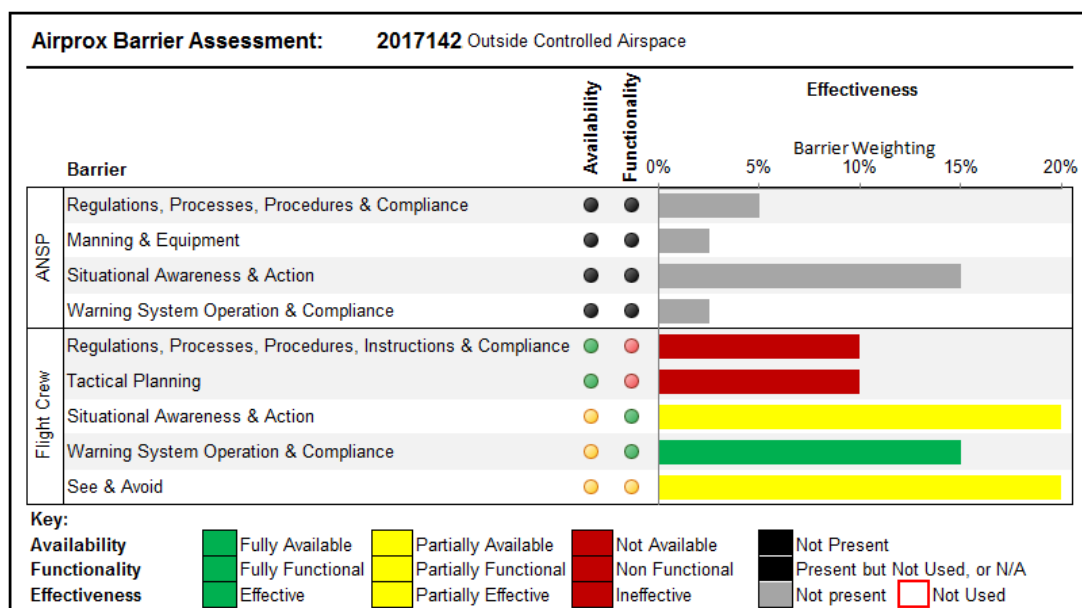 Airprox Barrier Assessment: 2017142 Outside Controlled Airspace
Availability
Functionality
Effectiveness
Barrier Weighting
Barrier
0% 5% 10% 15% 20%
ANSP
Regulations, Processes, Procedures & Compliance
Manning & Equipment
Situational Awareness & Action
Warning System Operation & Compliance
Flight Crew
Regulations, Processes, Procedures, Instructions & Compliance
Tactical Planning
Situational Awareness & Action
Warning System Operation & Compliance
See & Avoid
Key:
Availability Fully Available Partially Available Not Available Not Present
Functionality Fully Functional Partially Functional Non Functional Present but Not Used, or N/A
Effectiveness Effective Partially Effective Ineffective Not present Not Used